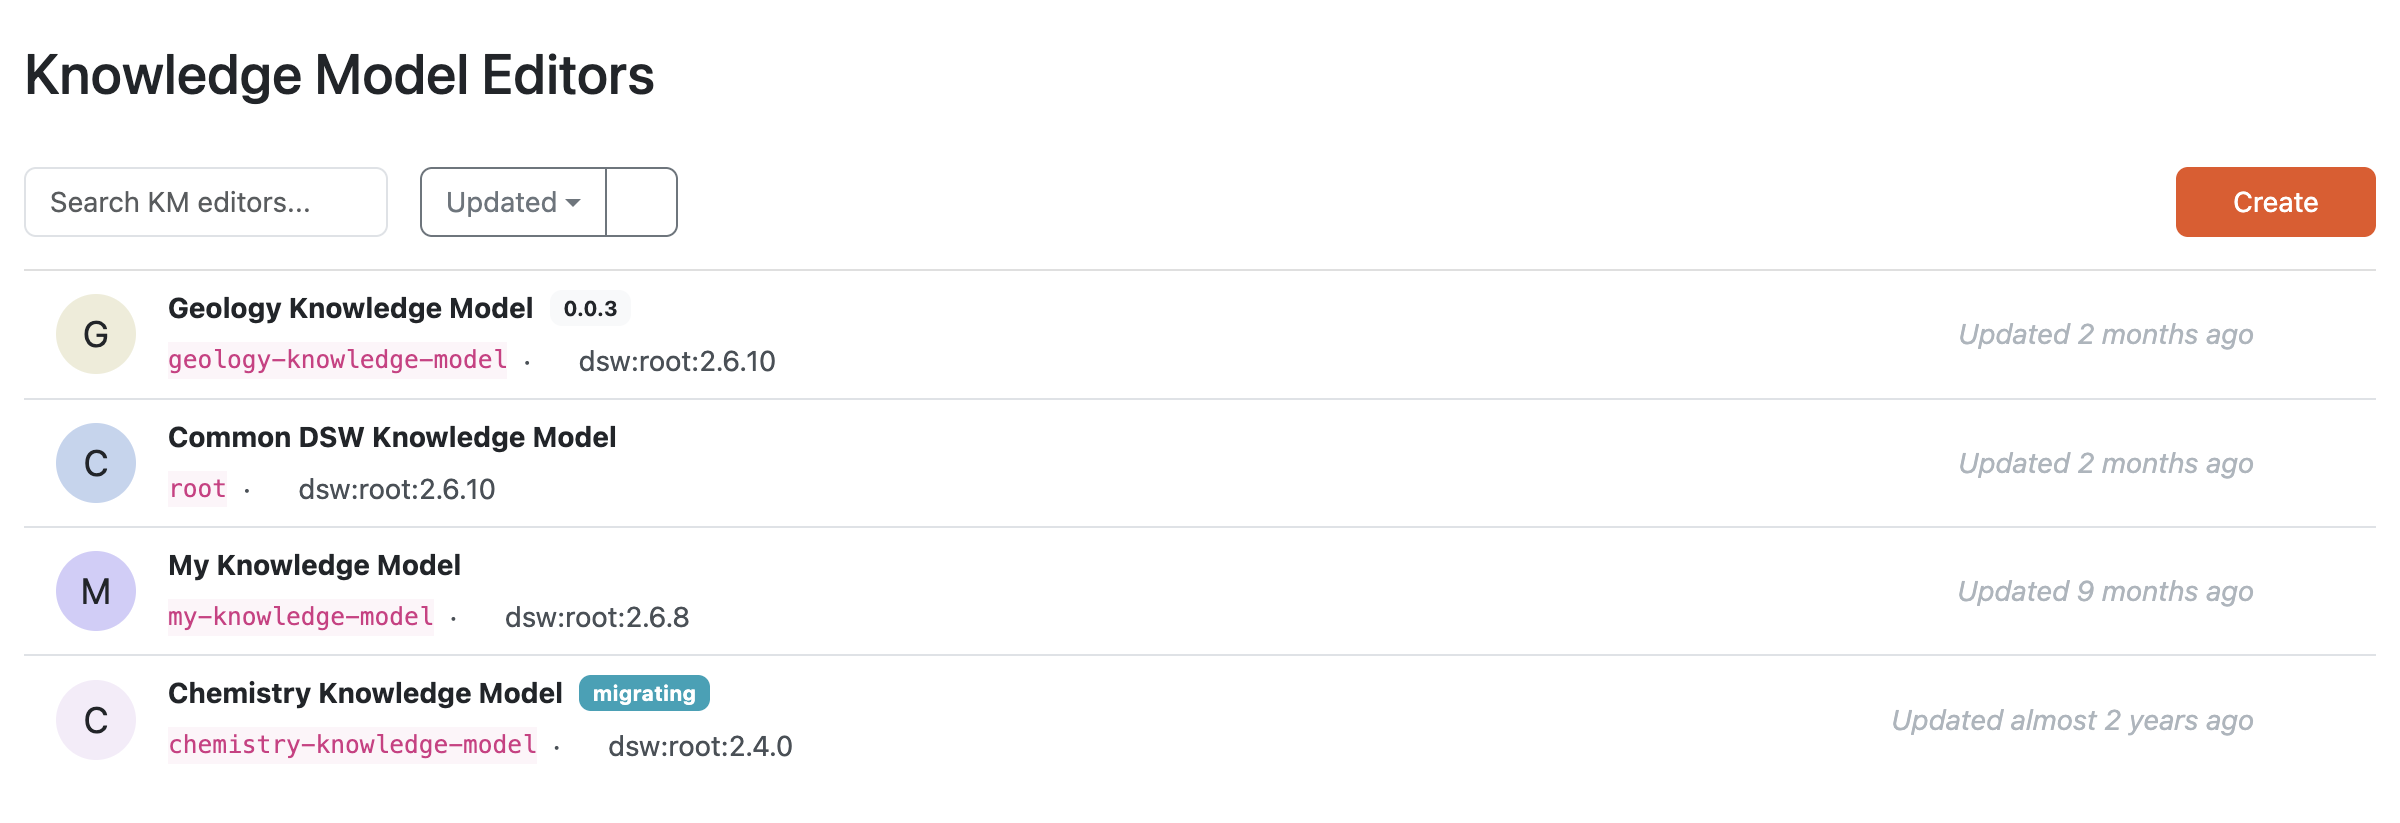 Knowledge Model Editors
Search KM editors...
Updated
Create
G
Geology Knowledge Model 0.0.3
geology-knowledge-model · dsw:root:2.6.10
Updated 2 months ago
C
Common DSW Knowledge Model
root · dsw:root:2.6.10
Updated 2 months ago
M
My Knowledge Model
my-knowledge-model · dsw:root:2.6.8
Updated 9 months ago
C
Chemistry Knowledge Model migrating
chemistry-knowledge-model · dsw:root:2.4.0
Updated almost 2 years ago